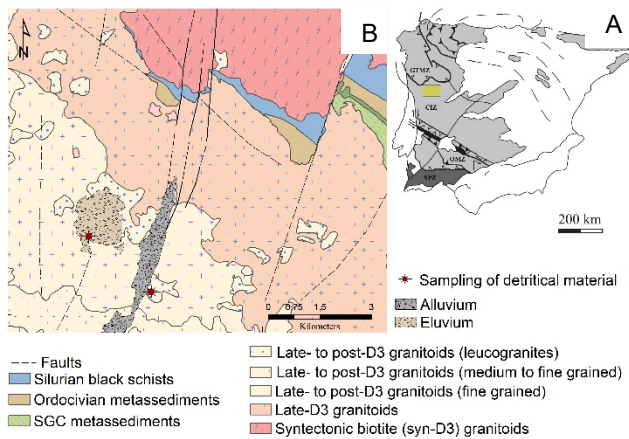 B
A
N
GTMZ
CIZ
OMZ
SPZ
200 km
0 0,75 1,5 3
Kilometers
Sampling of detritical material
Alluvium
Eluvium
Faults
Silurian black schists
Ordocivian metassediments
SGC metassediments
Late- to post-D3 granitoids (leucogranites)
Late- to post-D3 granitoids (medium to fine grained)
Late- to post-D3 granitoids (fine grained)
Late-D3 granitoids
Syntectonic biotite (syn-D3) granitoids